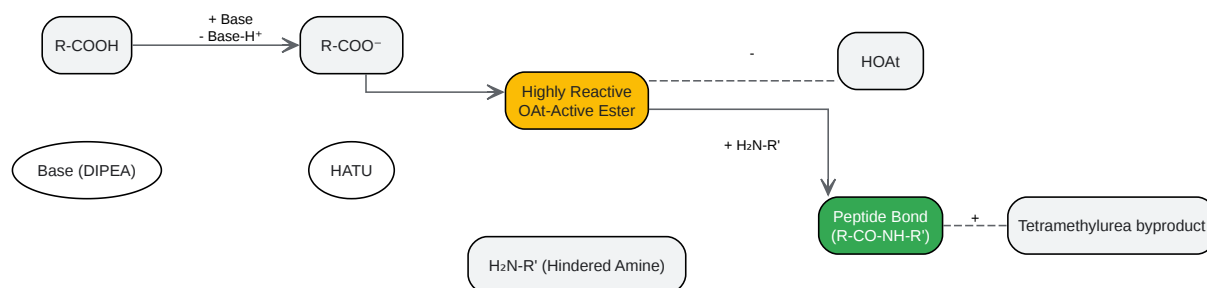 R-COOH
+ Base
- Base-H⁺
R-COO⁻
-
HOAt
Highly Reactive
OAt-Active Ester
+ H₂N-R'
Base (DIPEA)
HATU
Peptide Bond
(R-CO-NH-R')
+
Tetramethylurea byproduct
H₂N-R' (Hindered Amine)